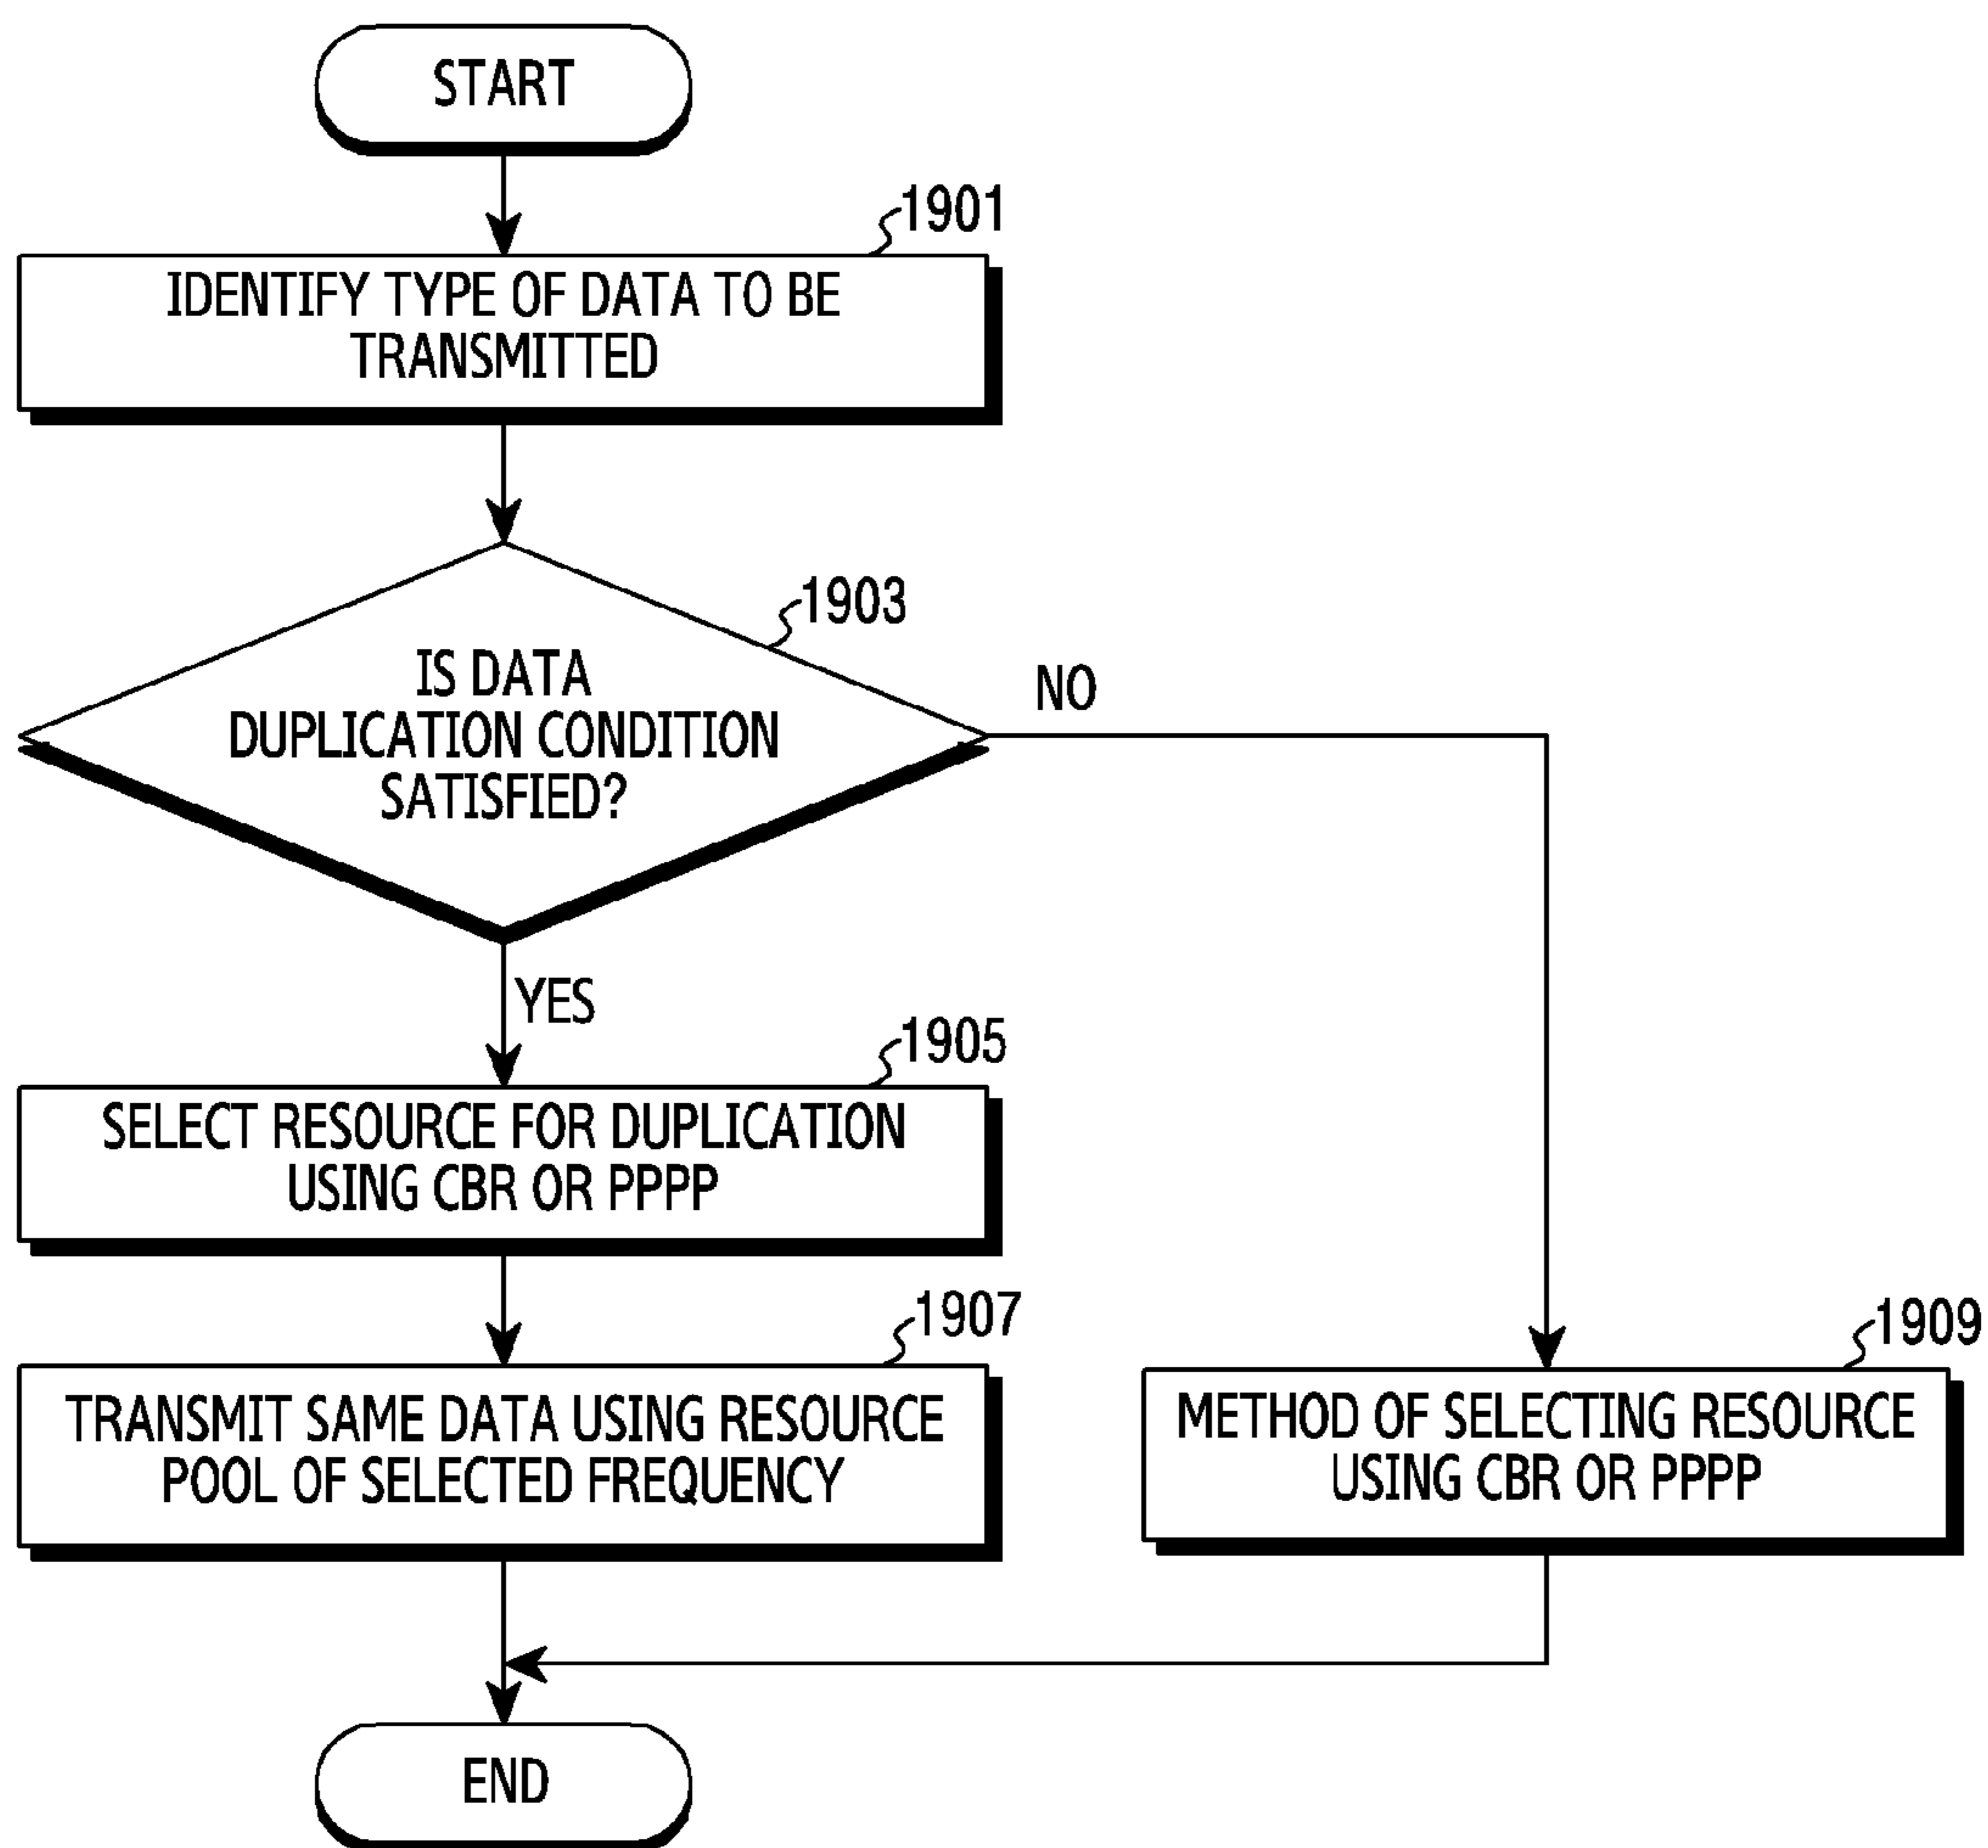 START
1901
IDENTIFY TYPE OF DATA TO BE
TRANSMITTED
1903
IS DATA
DUPLICATION CONDITION
SATISFIED?
NO
YES
1905
SELECT RESOURCE FOR DUPLICATION
USING CBR OR PPPP
1907
TRANSMIT SAME DATA USING RESOURCE
POOL OF SELECTED FREQUENCY
1909
METHOD OF SELECTING RESOURCE
USING CBR OR PPPP
END